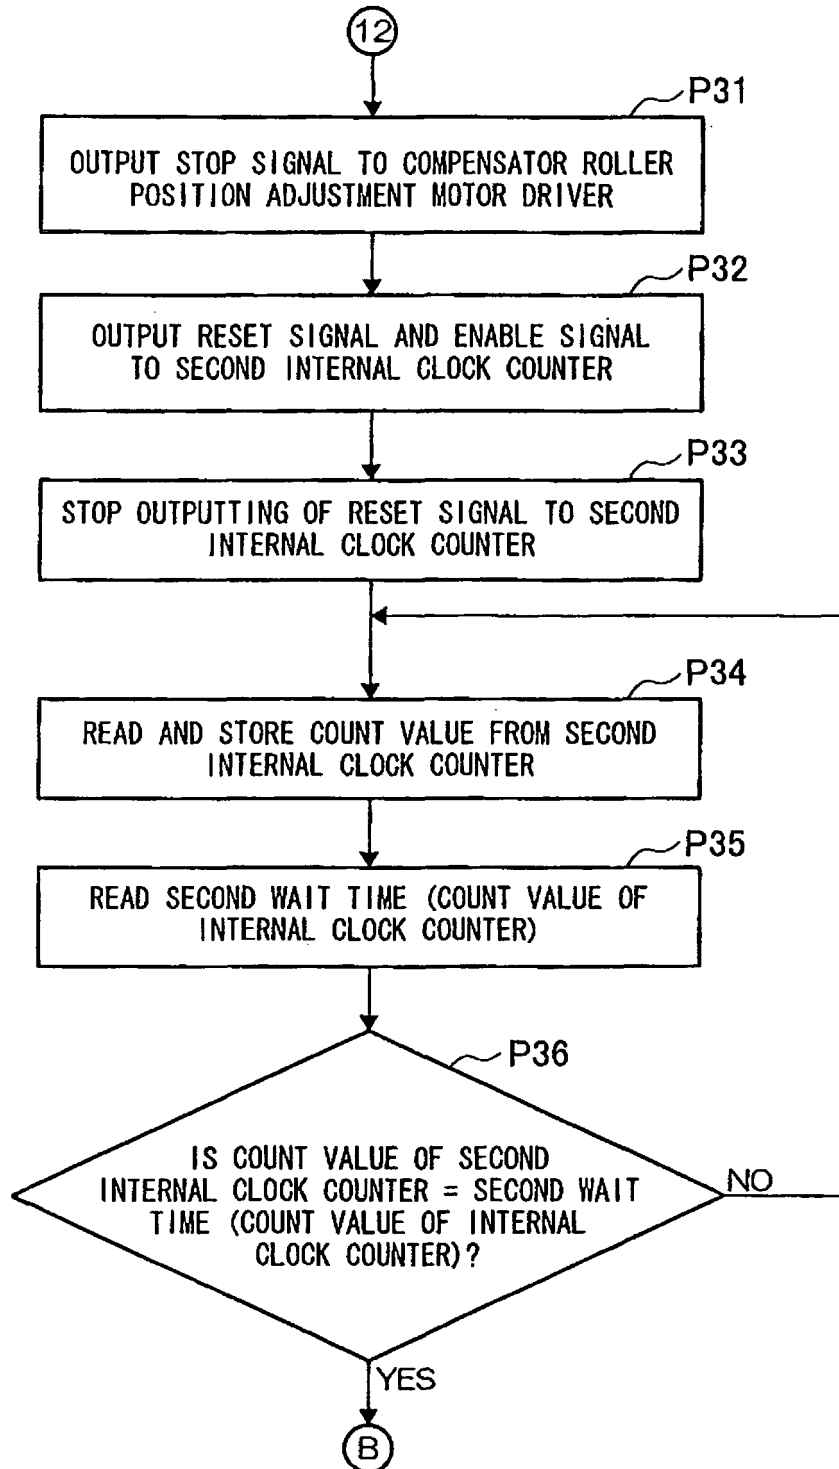 12
P31
OUTPUT STOP SIGNAL TO COMPENSATOR ROLLER
POSITION ADJUSTMENT MOTOR DRIVER
P32
OUTPUT RESET SIGNAL AND ENABLE SIGNAL
TO SECOND INTERNAL CLOCK COUNTER
P33
STOP OUTPUTTING OF RESET SIGNAL TO SECOND
INTERNAL CLOCK COUNTER
P34
READ AND STORE COUNT VALUE FROM SECOND
INTERNAL CLOCK COUNTER
P35
READ SECOND WAIT TIME (COUNT VALUE OF
INTERNAL CLOCK COUNTER)
P36
IS COUNT VALUE OF SECOND
INTERNAL CLOCK COUNTER = SECOND WAIT
TIME (COUNT VALUE OF INTERNAL
CLOCK COUNTER)?
NO
YES
B